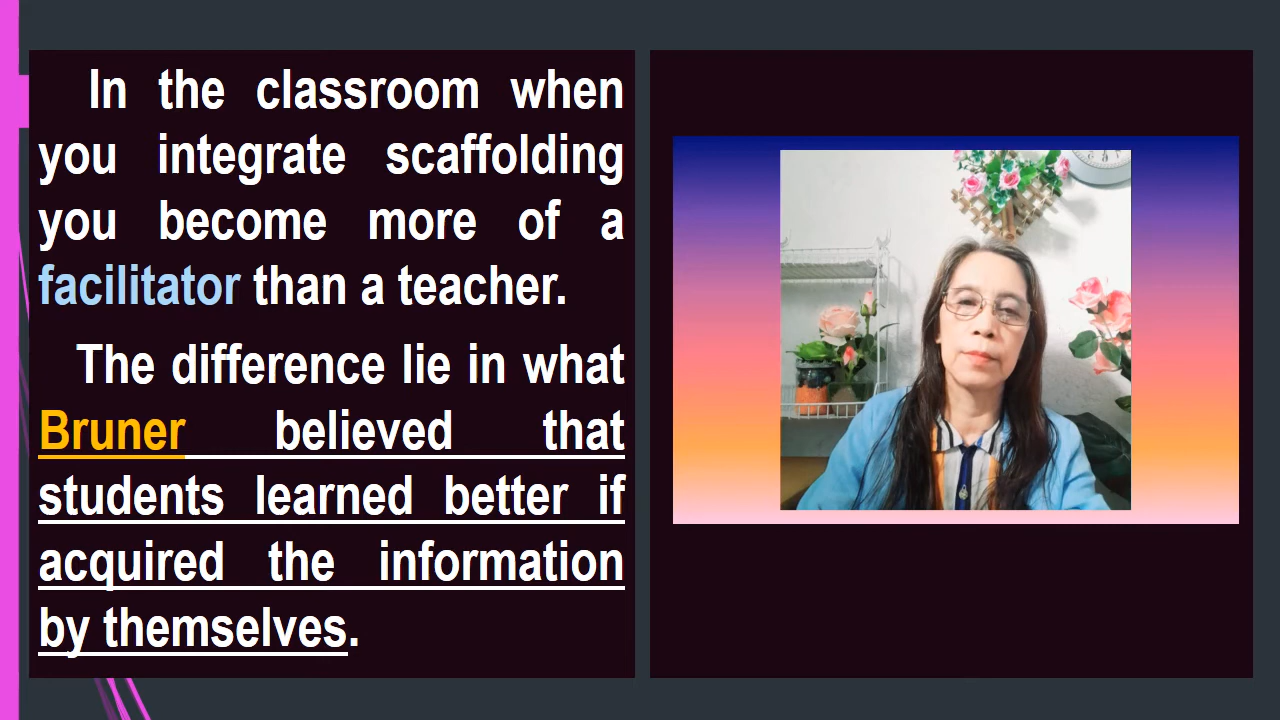 In the classroom when
you integrate scaffolding
you become more of a
facilitator than a teacher.
The difference lie in what
Bruner believed that
students learned better if
acquired the information
by themselves.